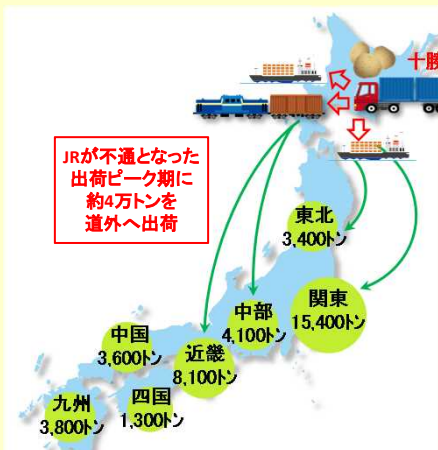 十勝
JRが不通となった
出荷ピーク期に
約4万トンを
道外へ出荷
東北
3,400トン
関東
15,400トン
中部
4,100トン
近畿
8,100トン
中国
3,600トン
四国
1,300トン
九州
3,800トン